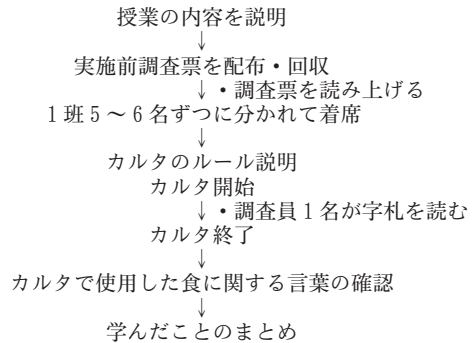 授業の内容を説明
↓
実施前調査票を配布・回収
↓・調査票を読み上げる
1班5～6名ずつに分かれて着席
↓
カルタのルール説明
カルタ開始
↓・調査員1名が字札を読む
カルタ終了
↓
カルタで使用した食に関する言葉の確認
↓
学んだことのまとめ